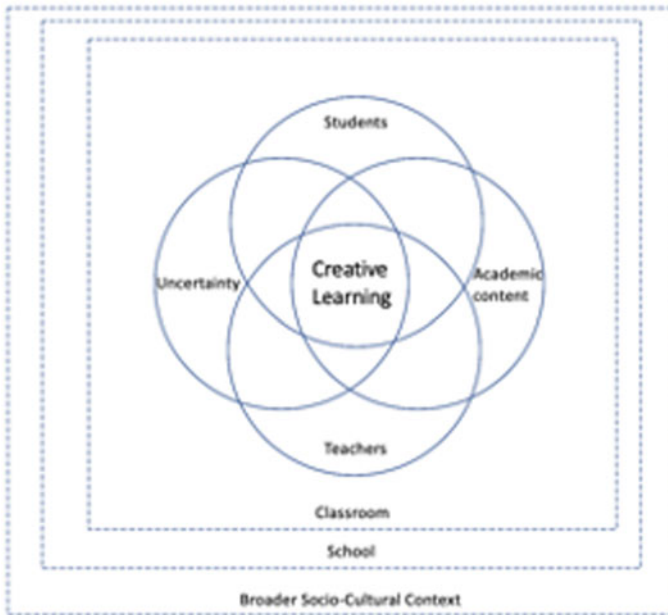 Students
Creative
Learning
Uncertainty
Academic
content
Teachers
Classroom
School
Broader Socio-Cultural Context